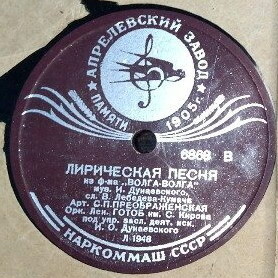 АПРЕЛЕВСКИЙ ЗАВОД
ПАМЯТИ 1905 г.
6868 В
ЛИРИЧЕСКАЯ ПЕСНЯ
из ф-ма „ВОЛГА-ВОЛГА“
муз. И. Дунаевского,
сл. В. Лебедева-Кумача
Арт. С.П.ПРЕОБРАЖЕНСКАЯ
Орк. Лен. ГОТОБ им. С. Кирова
под упр. засл. деят. иск.
И. О. Дунаевского
Л-1948
НАРКОММАШ СССР